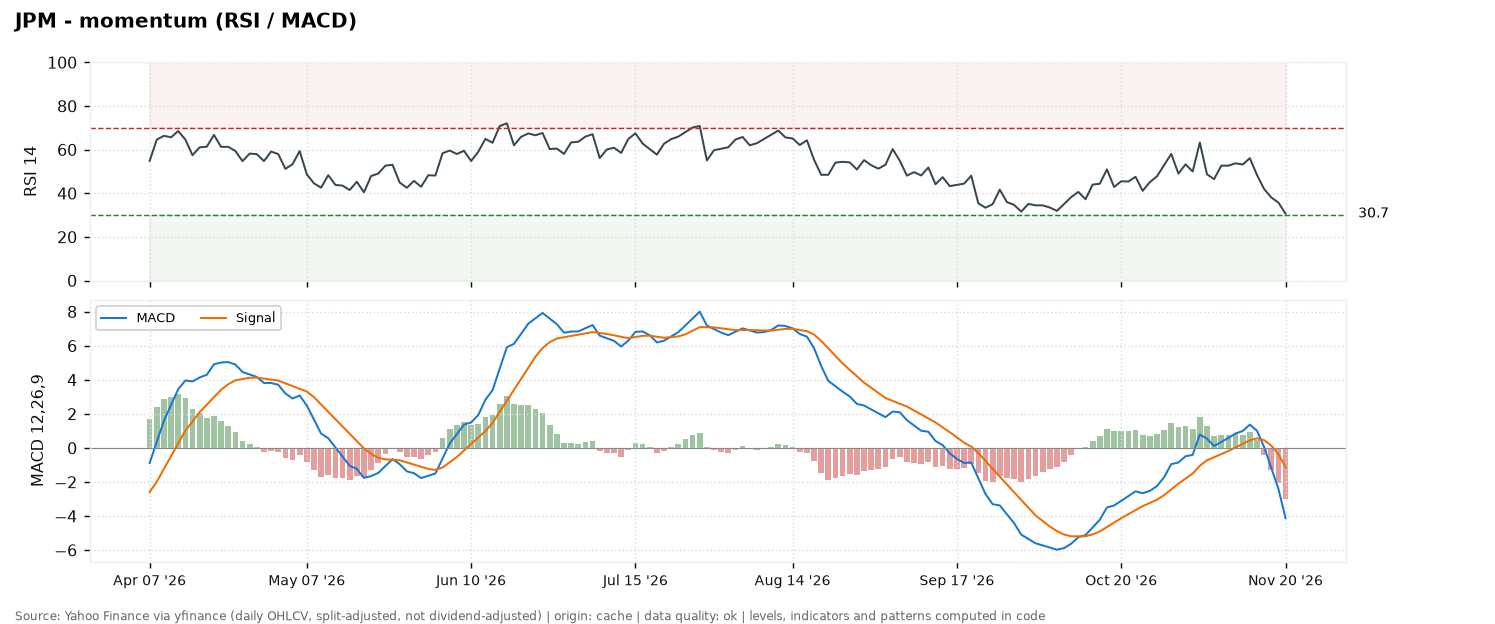 JPM - momentum (RSI / MACD)
100
80
60
40
20
0
RSI 14
30.7
MACD
Signal
8
6
4
2
0
−2
−4
−6
MACD 12,26,9
Apr 07 '26
May 07 '26
Jun 10 '26
Jul 15 '26
Aug 14 '26
Sep 17 '26
Oct 20 '26
Nov 20 '26
Source: Yahoo Finance via yfinance (daily OHLCV, split-adjusted, not dividend-adjusted) | origin: cache | data quality: ok | levels, indicators and patterns computed in code